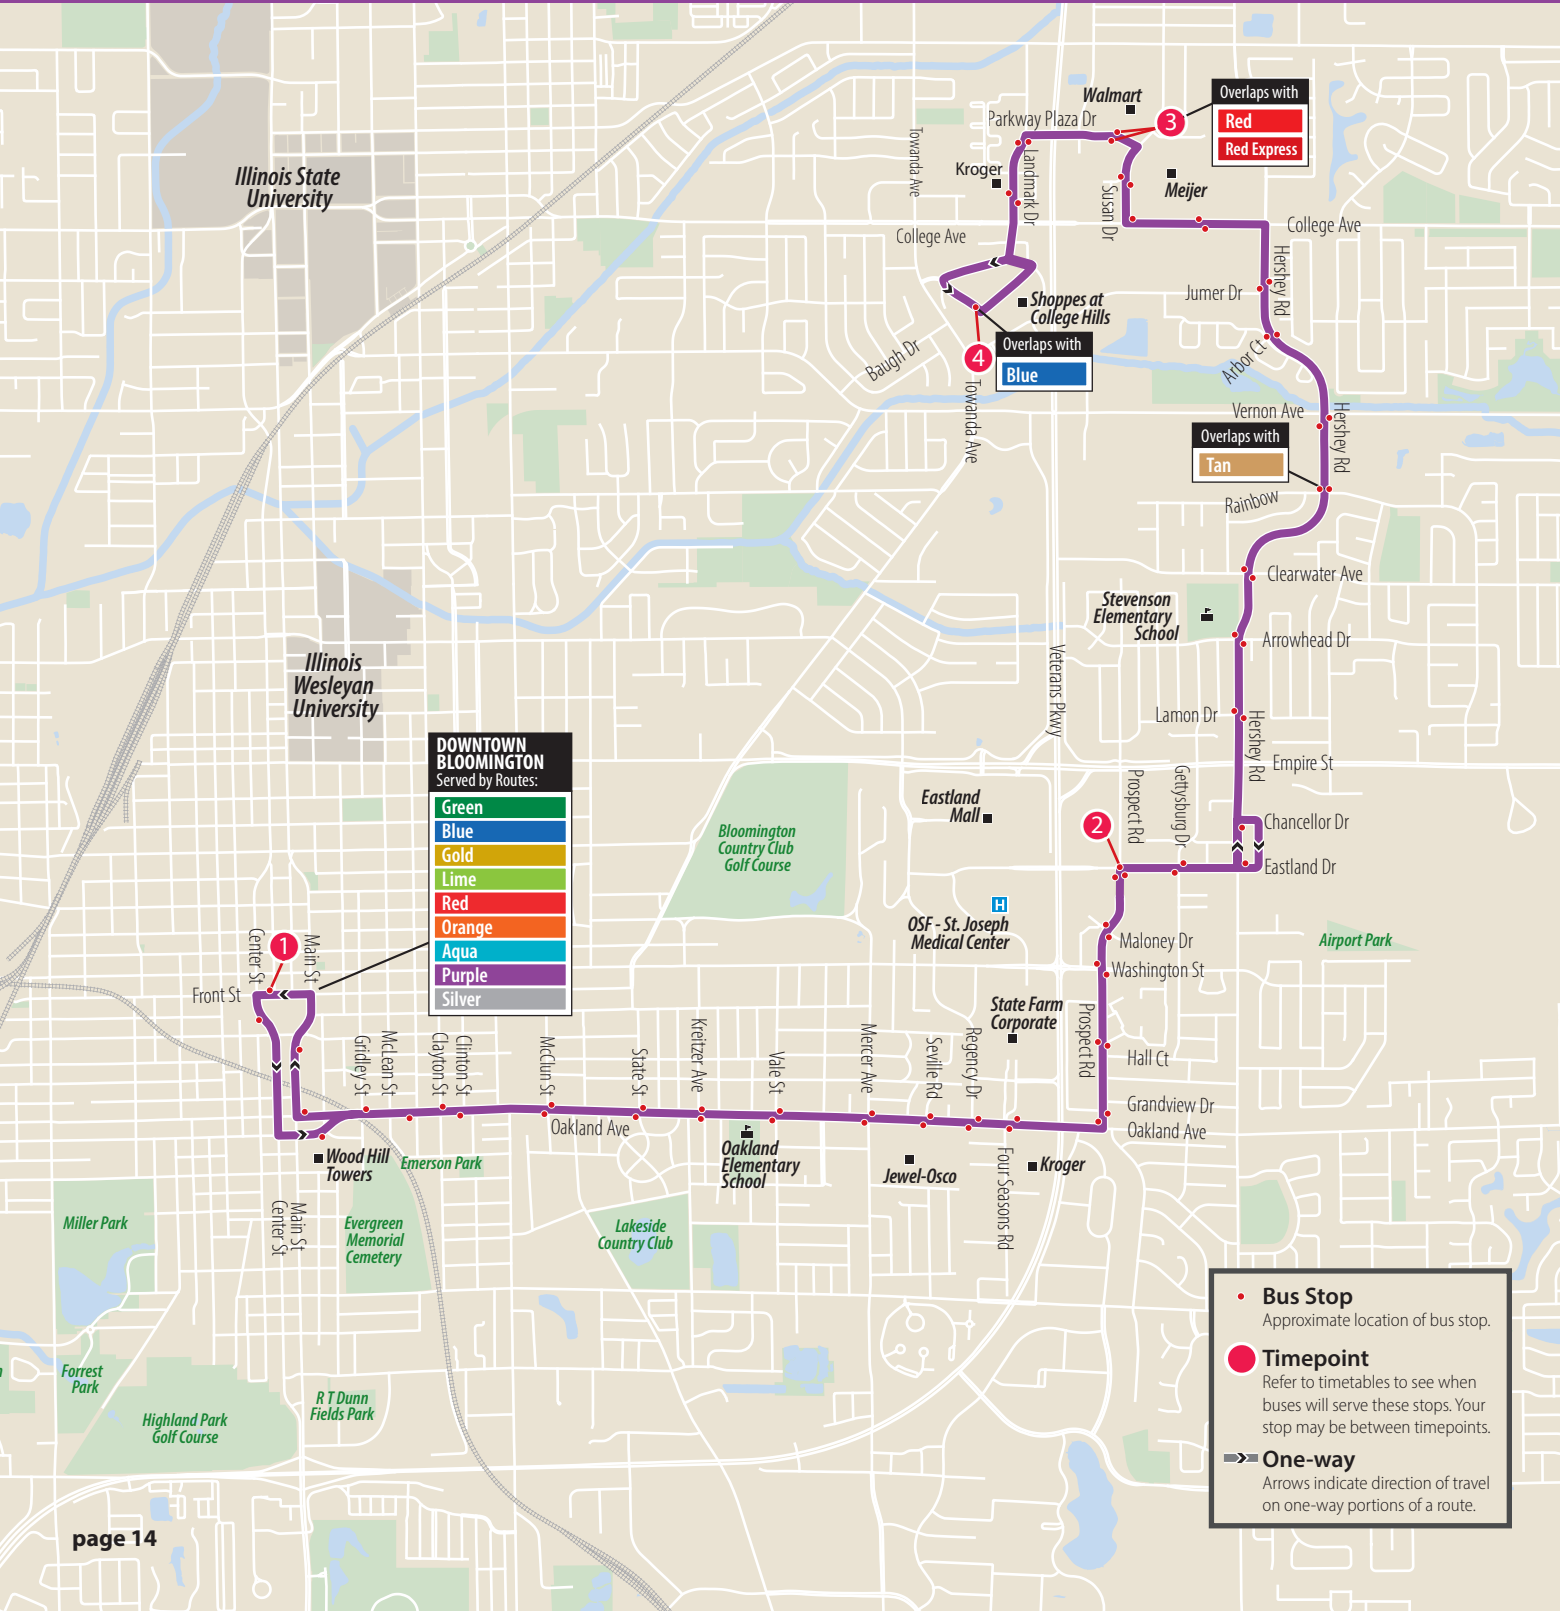 Walmart
Parkway Plaza Dr
3
Overlaps with
Red
Red Express
Towanda Ave
Kroger
Landmark Dr
Meijer
Susan Dr
Illinois State
University
College Ave
College Ave
Hershey Rd
Jumer Dr
Shoppes at
College Hills
4
Overlaps with
Blue
Baugh Dr
Arbor Ct
Towanda Ave
Vernon Ave
Hershey Rd
Overlaps with
Tan
Rainbow
Clearwater Ave
Stevenson
Elementary
School
Arrowhead Dr
Illinois
Wesleyan
University
Veterans Pkwy
Lamon Dr
Hershey Rd
Empire St
DOWNTOWN
BLOOMINGTON
Served by Routes:
Green
Blue
Gold
Lime
Red
Orange
Aqua
Purple
Silver
Eastland
Mall
2
Prospect Rd
Gettysburg Dr
Chancellor Dr
Eastland Dr
Bloomington
Country Club
Golf Course
H
OSF - St. Joseph
Medical Center
Maloney Dr
Washington St
Airport Park
Center St
1
Main St
Front St
State Farm
Corporate
Prospect Rd
Hall Ct
Gridley St
McLean St
Clayton St
Clinton St
McClun St
State St
Kreitzer Ave
Vale St
Mercer Ave
Seville Rd
Regency Dr
Grandview Dr
Oakland Ave
Oakland Ave
Wood Hill
Towers
Emerson Park
Oakland
Elementary
School
Jewel-Osco
Four Seasons Rd
Kroger
Miller Park
Main St
Center St
Evergreen
Memorial
Cemetery
Lakeside
Country Club
Forrest
Park
Highland Park
Golf Course
R T Dunn
Fields Park
Bus Stop
Approximate location of bus stop.
Timepoint
Refer to timetables to see when
buses will serve these stops. Your
stop may be between timepoints.
One-way
Arrows indicate direction of travel
on one-way portions of a route.
page 14